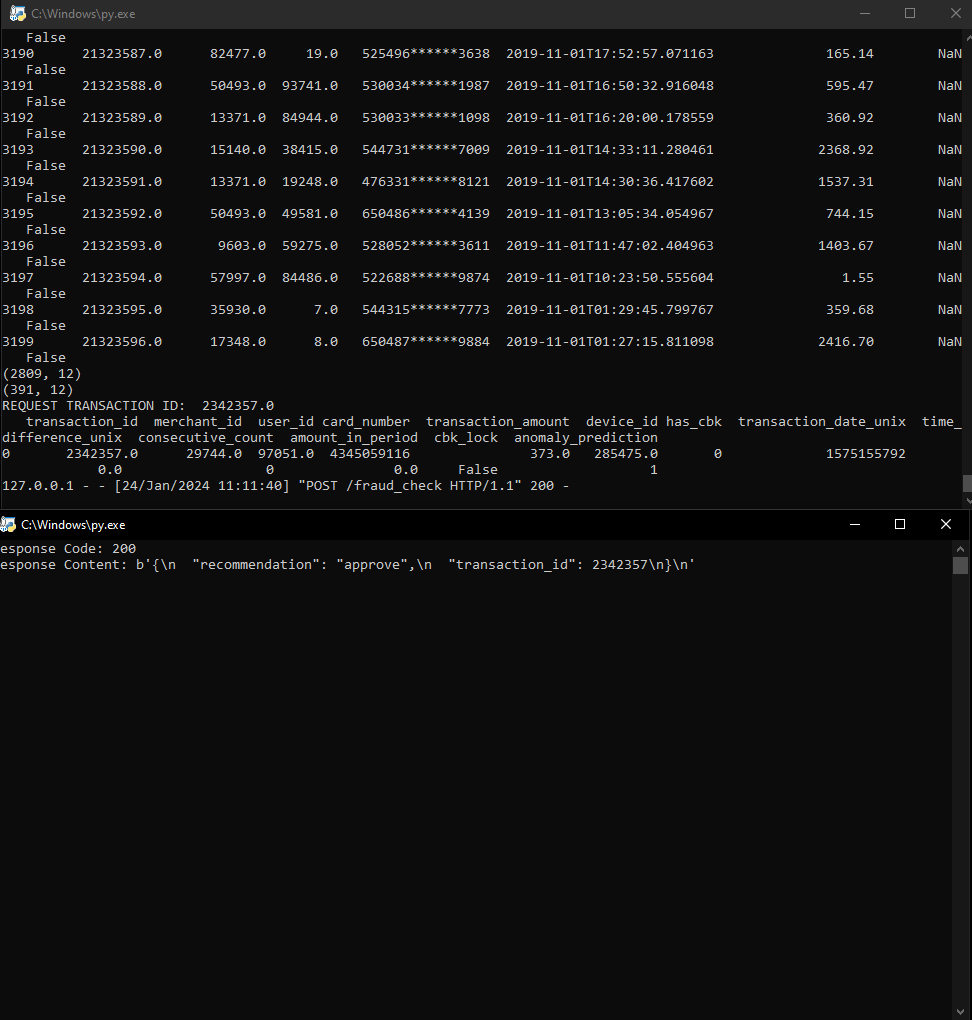 C:\Windows\py.exe
False
3190 21323587.0 82477.0 19.0 525496******3638 2019-11-01T17:52:57.071163 165.14 NaN
False
3191 21323588.0 50493.0 93741.0 530034******1987 2019-11-01T16:50:32.916048 595.47 NaN
False
3192 21323589.0 13371.0 84944.0 530033******1098 2019-11-01T16:20:00.178559 360.92 NaN
False
3193 21323590.0 15140.0 38415.0 544731******7009 2019-11-01T14:33:11.280461 2368.92 NaN
False
3194 21323591.0 13371.0 19248.0 476331******8121 2019-11-01T14:30:36.417602 1537.31 NaN
False
3195 21323592.0 50493.0 49581.0 650486******4139 2019-11-01T13:05:34.054967 744.15 NaN
False
3196 21323593.0 9603.0 59275.0 528052******3611 2019-11-01T11:47:02.404963 1403.67 NaN
False
3197 21323594.0 57997.0 84486.0 522688******9874 2019-11-01T10:23:50.555604 1.55 NaN
False
3198 21323595.0 35930.0 7.0 544315******7773 2019-11-01T01:29:45.799767 359.68 NaN
False
3199 21323596.0 17348.0 8.0 650487******9884 2019-11-01T01:27:15.811098 2416.70 NaN
False
(2809, 12)
(391, 12)
REQUEST TRANSACTION ID: 2342357.0
transaction_id merchant_id user_id card_number transaction_amount device_id has_cbk transaction_date_unix time_
difference_unix consecutive_count amount_in_period cbk_lock anomaly_prediction
0 2342357.0 29744.0 97051.0 4345059116 373.0 285475.0 0 1575155792
0.0 0 0.0 False 1
127.0.0.1 - - [24/Jan/2024 11:11:40] "POST /fraud_check HTTP/1.1" 200 -
C:\Windows\py.exe
esponse Code: 200
esponse Content: b'{\n  "recommendation": "approve",\n  "transaction_id": 2342357\n}\n'